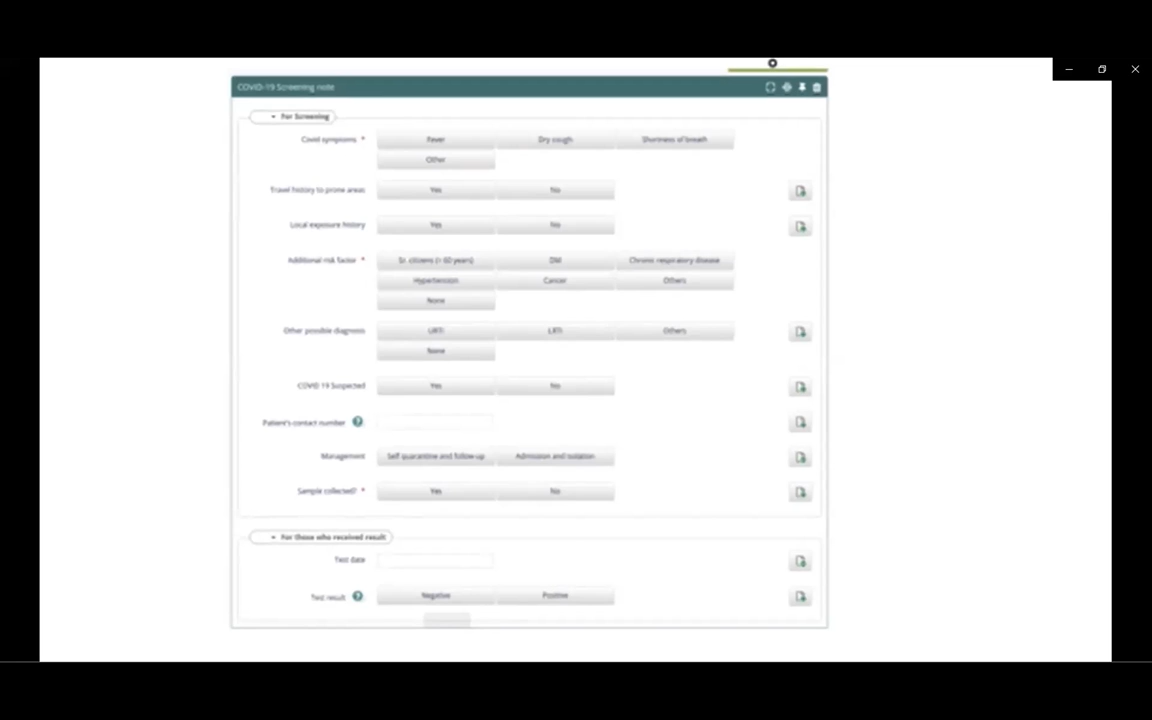 COVID-19 Screening note
For Screening
Covid symptoms * Fever Dry cough Shortness of breath
Other
Travel history to prone areas Yes No
Local exposure history Yes No
Additional risk factor * Sr. citizens (> 60 years) DM Chronic respiratory disease
Hypertension Cancer Others
None
Other possible diagnosis URTI LRTI Others
None
COVID 19 Suspected Yes No
Patient's contact number ?
Management Self quarantine and follow-up Admission and isolation
Sample collected? * Yes No
For those who received result
Test date
Test result ? Negative Positive